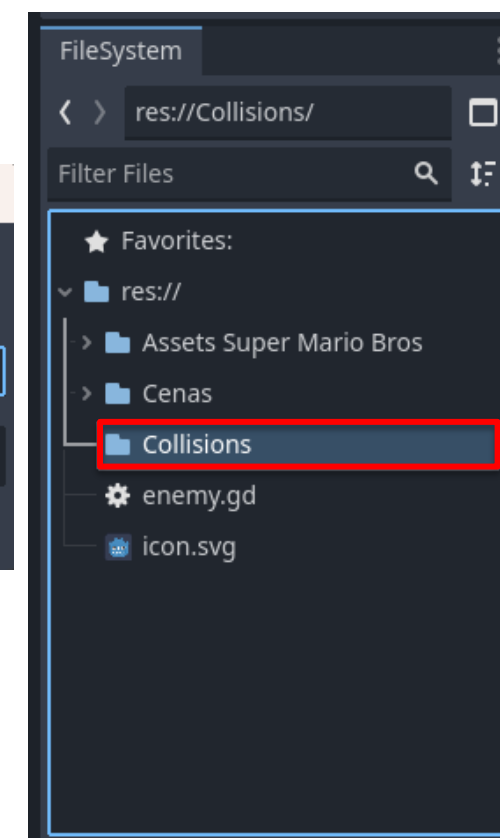 FileSystem
res://Collisions/
Filter Files
Favorites:
res://
Assets Super Mario Bros
Cenas
Collisions
enemy.gd
icon.svg